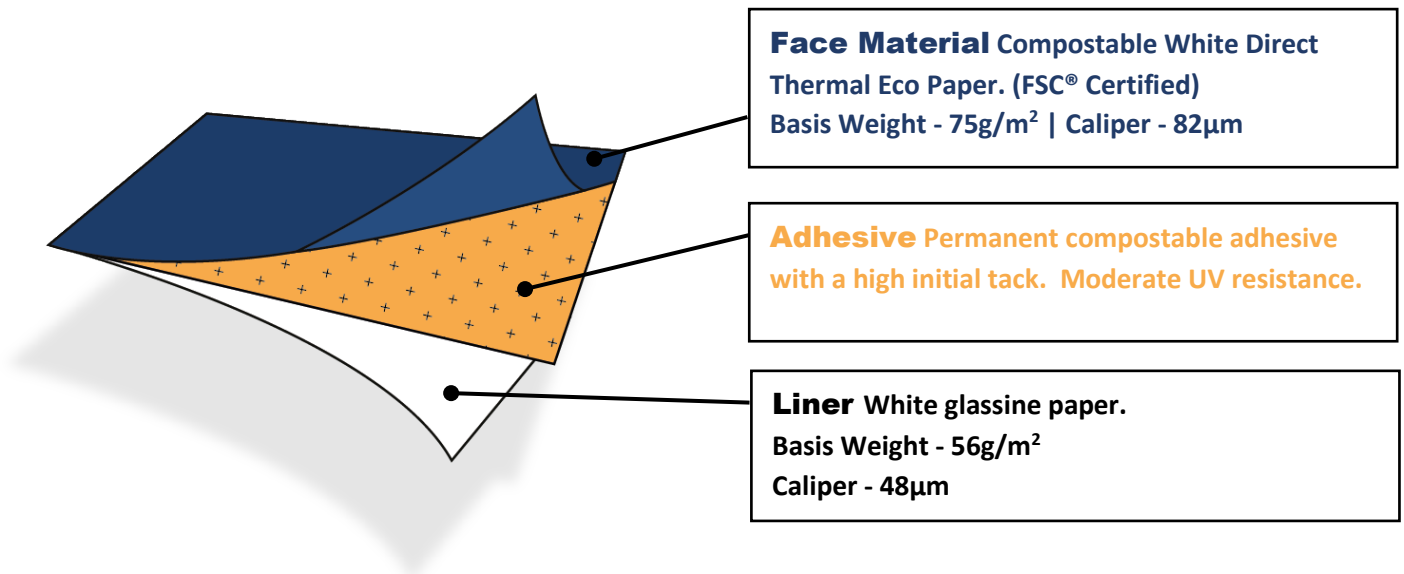 Face Material Compostable White Direct
Thermal Eco Paper. (FSC® Certified)
Basis Weight - 75g/m² | Caliper - 82µm
Adhesive Permanent compostable adhesive
with a high initial tack.  Moderate UV resistance.
Liner White glassine paper.
Basis Weight - 56g/m²
Caliper - 48µm